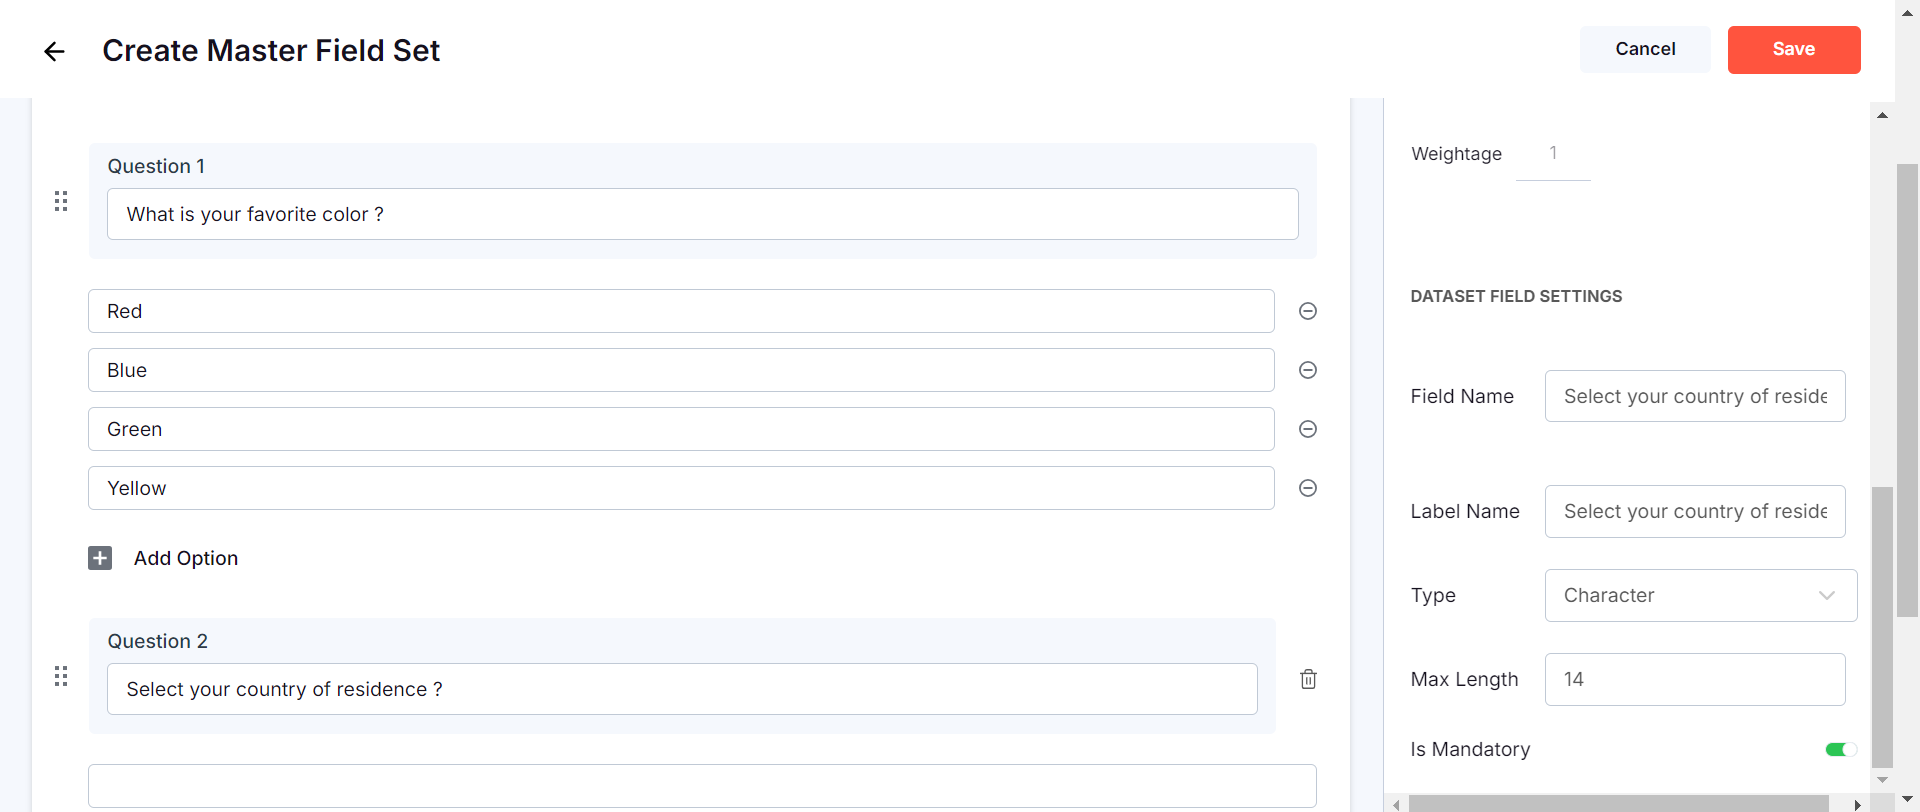 Create Master Field Set
Cancel
Save
Question 1
What is your favorite color ?
Red
Blue
Green
Yellow
Add Option
Question 2
Select your country of residence ?
Weightage 1
DATASET FIELD SETTINGS
Field Name Select your country of reside
Label Name Select your country of reside
Type Character
Max Length 14
Is Mandatory